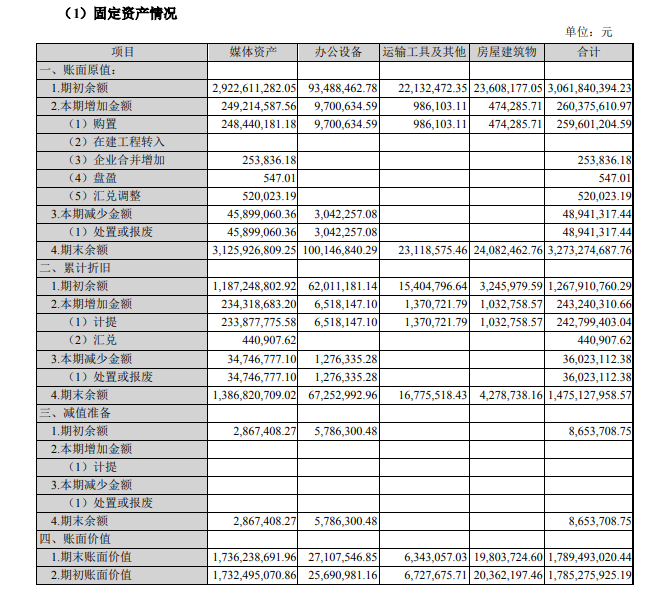 （1）固定资产情况
单位：元
项目 媒体资产 办公设备 运输工具及其他 房屋建筑物 合计
一、账面原值：
1.期初余额 2,922,611,282.05 93,488,462.78 22,132,472.35 23,608,177.05 3,061,840,394.23
2.本期增加金额 249,214,587.56 9,700,634.59 986,103.11 474,285.71 260,375,610.97
（1）购置 248,440,181.18 9,700,634.59 986,103.11 474,285.71 259,601,204.59
（2）在建工程转入
（3）企业合并增加 253,836.18 253,836.18
（4）盘盈 547.01 547.01
（5）汇兑调整 520,023.19 520,023.19
3.本期减少金额 45,899,060.36 3,042,257.08 48,941,317.44
（1）处置或报废 45,899,060.36 3,042,257.08 48,941,317.44
4.期末余额 3,125,926,809.25 100,146,840.29 23,118,575.46 24,082,462.76 3,273,274,687.76
二、累计折旧
1.期初余额 1,187,248,802.92 62,011,181.14 15,404,796.64 3,245,979.59 1,267,910,760.29
2.本期增加金额 234,318,683.20 6,518,147.10 1,370,721.79 1,032,758.57 243,240,310.66
（1）计提 233,877,775.58 6,518,147.10 1,370,721.79 1,032,758.57 242,799,403.04
（2）汇兑 440,907.62 440,907.62
3.本期减少金额 34,746,777.10 1,276,335.28 36,023,112.38
（1）处置或报废 34,746,777.10 1,276,335.28 36,023,112.38
4.期末余额 1,386,820,709.02 67,252,992.96 16,775,518.43 4,278,738.16 1,475,127,958.57
三、减值准备
1.期初余额 2,867,408.27 5,786,300.48 8,653,708.75
2.本期增加金额
（1）计提
3.本期减少金额
（1）处置或报废
4.期末余额 2,867,408.27 5,786,300.48 8,653,708.75
四、账面价值
1.期末账面价值 1,736,238,691.96 27,107,546.85 6,343,057.03 19,803,724.60 1,789,493,020.44
2.期初账面价值 1,732,495,070.86 25,690,981.16 6,727,675.71 20,362,197.46 1,785,275,925.19